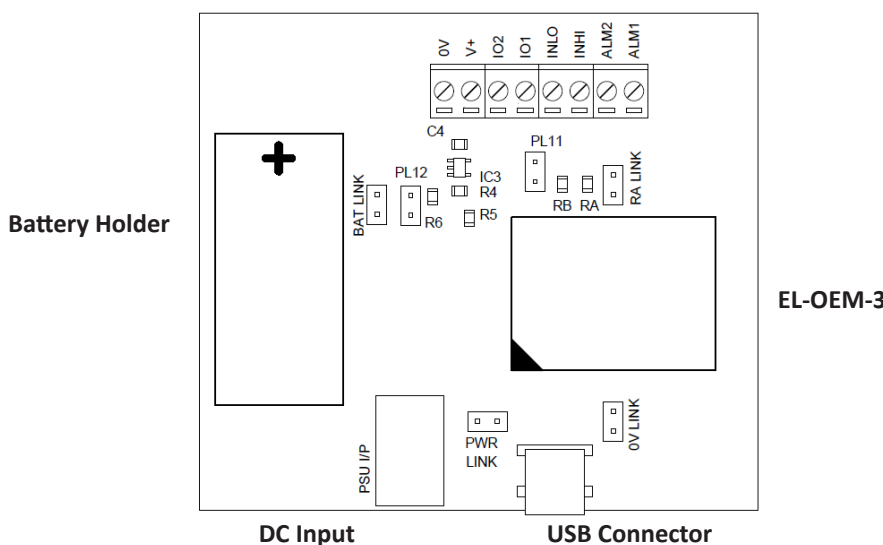 0V
V+
IO2
IO1
INLO
INHI
ALM2
ALM1
C4
PL11
PL12
IC3
R4
R5
R6
BAT LINK
RB
RA
RA LINK
Battery Holder
EL-OEM-3
PSU I/P
PWR
LINK
0V LINK
DC Input
USB Connector